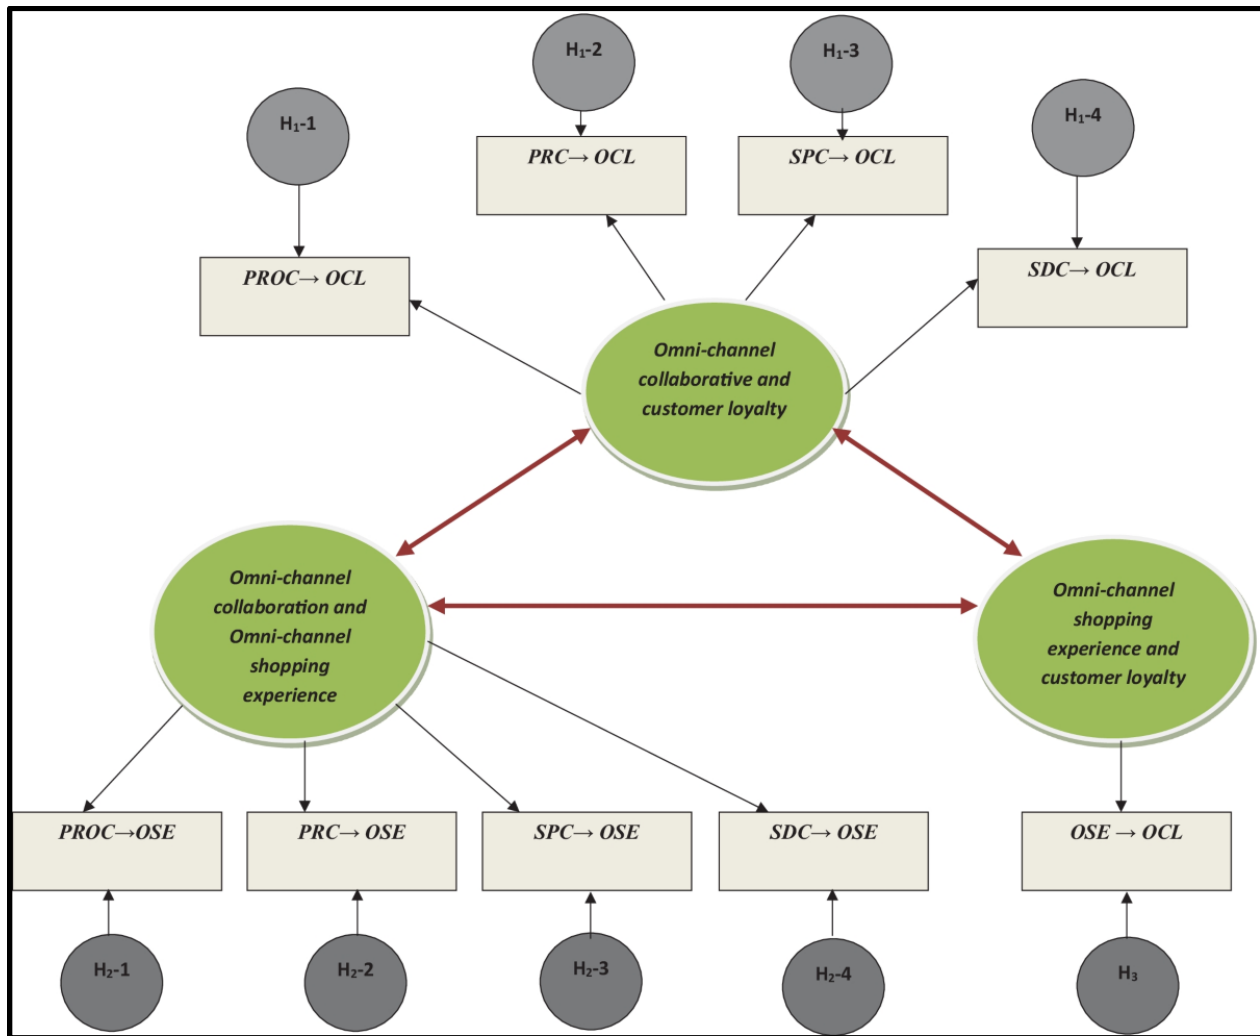 H₁-2
H₁-3
H₁-1
H₁-4
PRC→ OCL
SPC→ OCL
PROC→ OCL
SDC→ OCL
Omni-channel
collaborative and
customer loyalty
Omni-channel
collaboration and
Omni-channel
shopping
experience
Omni-channel
shopping
experience and
customer loyalty
PROC→OSE
PRC→ OSE
SPC→ OSE
SDC→ OSE
OSE → OCL
H₂-1
H₂-2
H₂-3
H₂-4
H₃